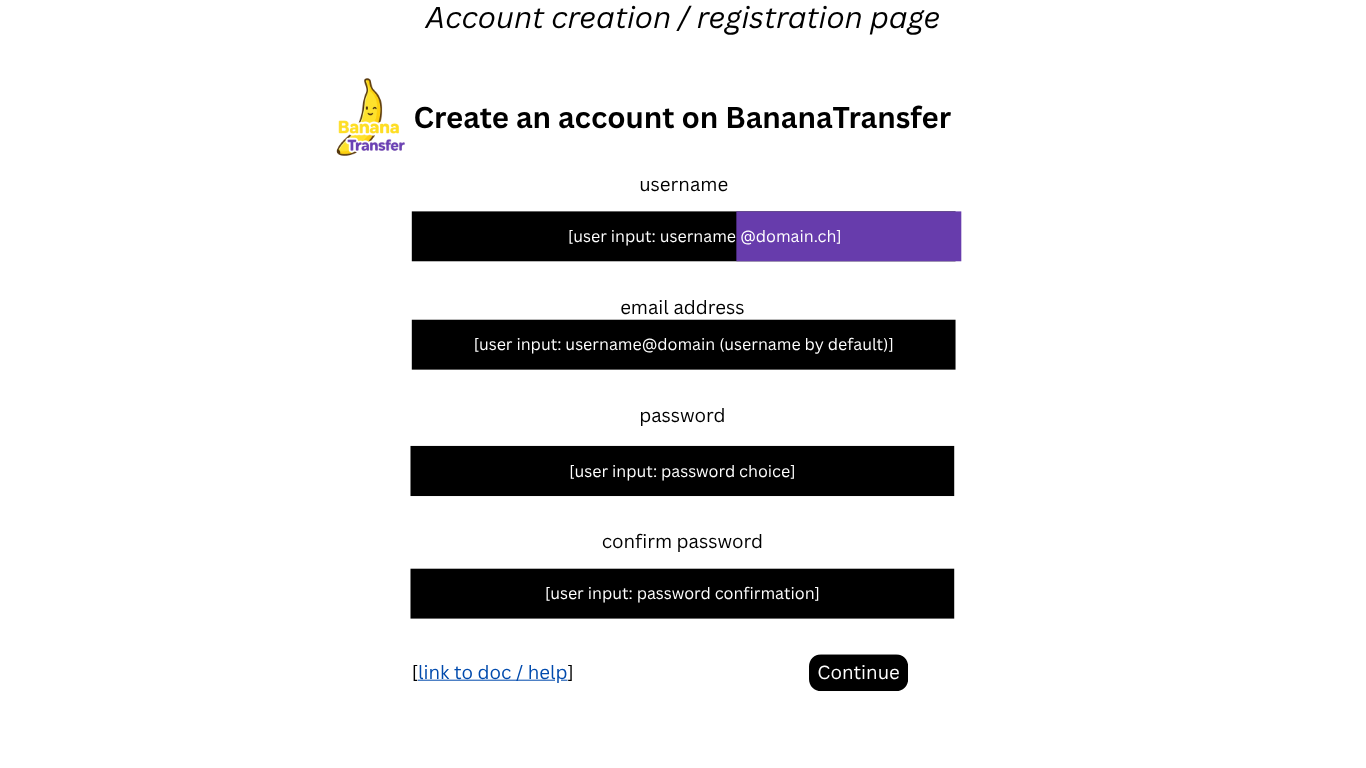 Account creation / registration page
Banana
Transfer
Create an account on BananaTransfer
username
[user input: username @domain.ch]
email address
[user input: username@domain (username by default)]
password
[user input: password choice]
confirm password
[user input: password confirmation]
[link to doc / help]
Continue